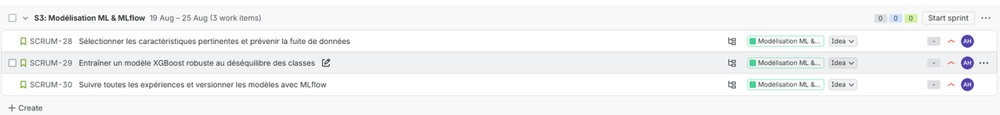 S3: Modélisation ML & MLflow 19 Aug – 25 Aug (3 work items) 0 0 0 Start sprint
SCRUM-28 Sélectionner les caractéristiques pertinentes et prévenir la fuite de données Modélisation ML &... Idea - AH
SCRUM-29 Entraîner un modèle XGBoost robuste au déséquilibre des classes Modélisation ML &... Idea - AH
SCRUM-30 Suivre toutes les expériences et versionner les modèles avec MLflow Modélisation ML &... Idea - AH
Create